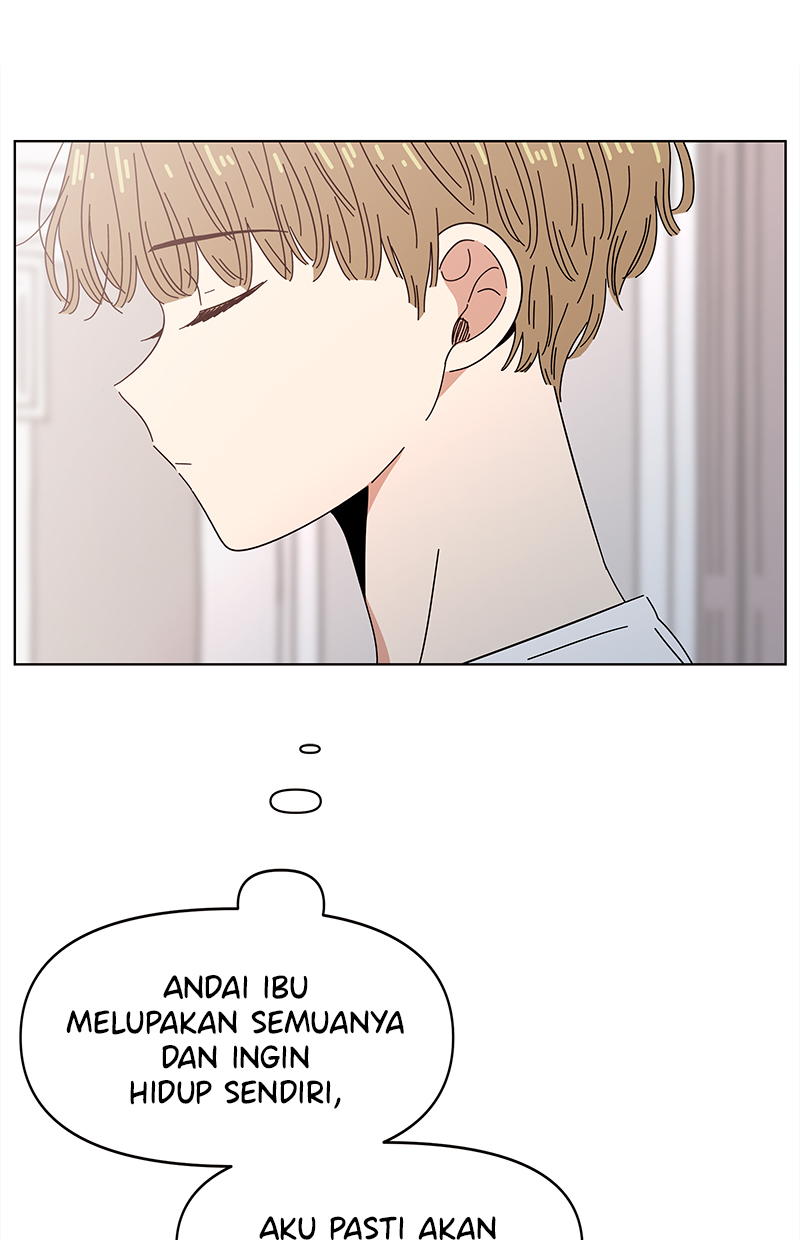 ANDAI IBU
MELUPAKAN SEMUANYA
DAN INGIN
HIDUP SENDIRI,
AKU PASTI AKAN